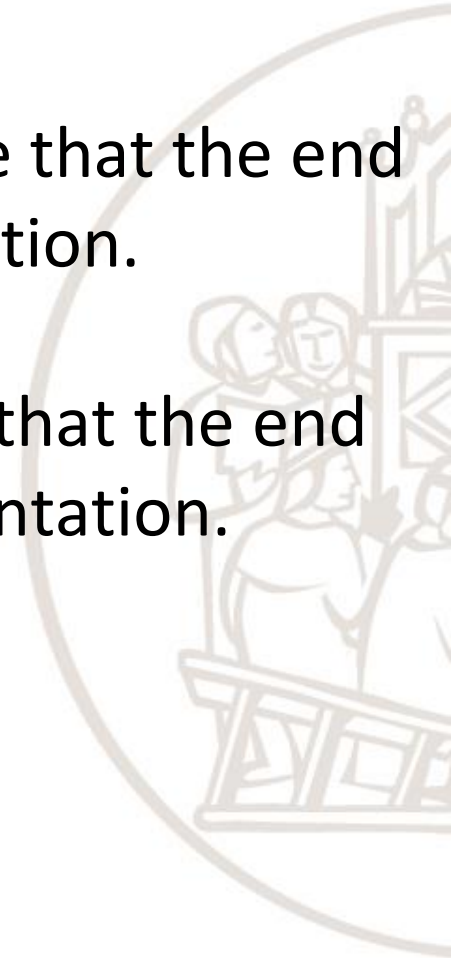 e that the end
tion.
that the end
ntation.